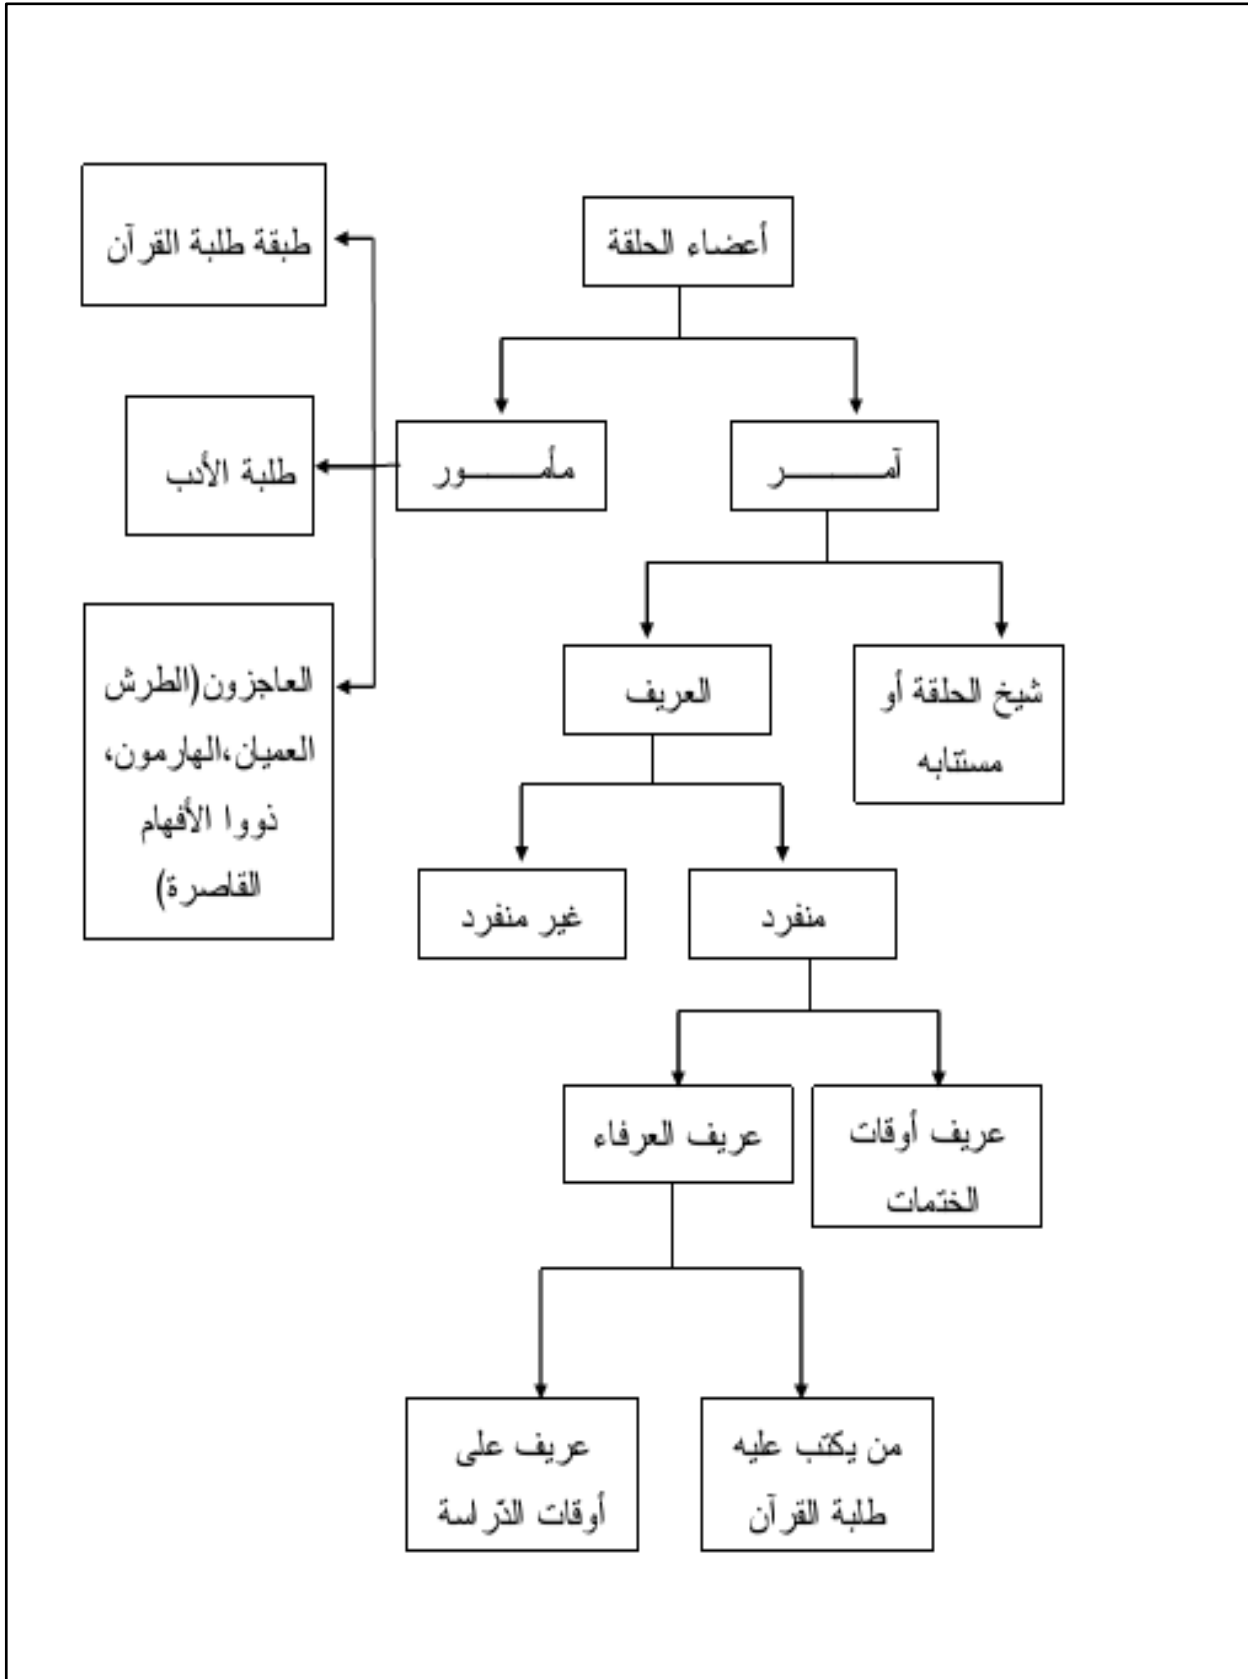 أعضاء الحلقة
طبقة طلبة القرآن
آمـــــــــر
مأمـــــــور
طلبة الأدب
شيخ الحلقة أو
مستنابه
العريف
العاجزون(الطرش
العميان،الهارمون،
ذووا الأفهام
القاصرة)
منفرد
غير منفرد
عريف أوقات
الختمات
عريف العرفاء
من يكتب عليه
طلبة القرآن
عريف على
أوقات الدّراسة